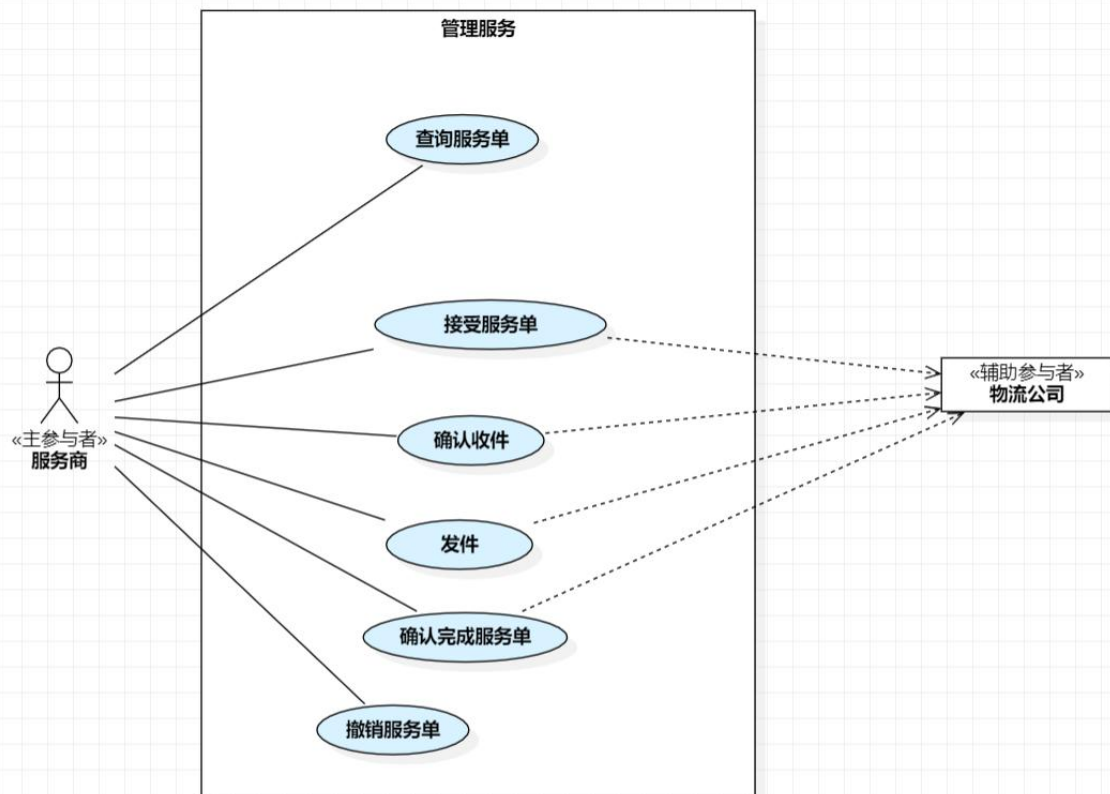 管理服务
查询服务单
接受服务单
«辅助参与者»
物流公司
«主参与者»
服务商
确认收件
发件
确认完成服务单
撤销服务单